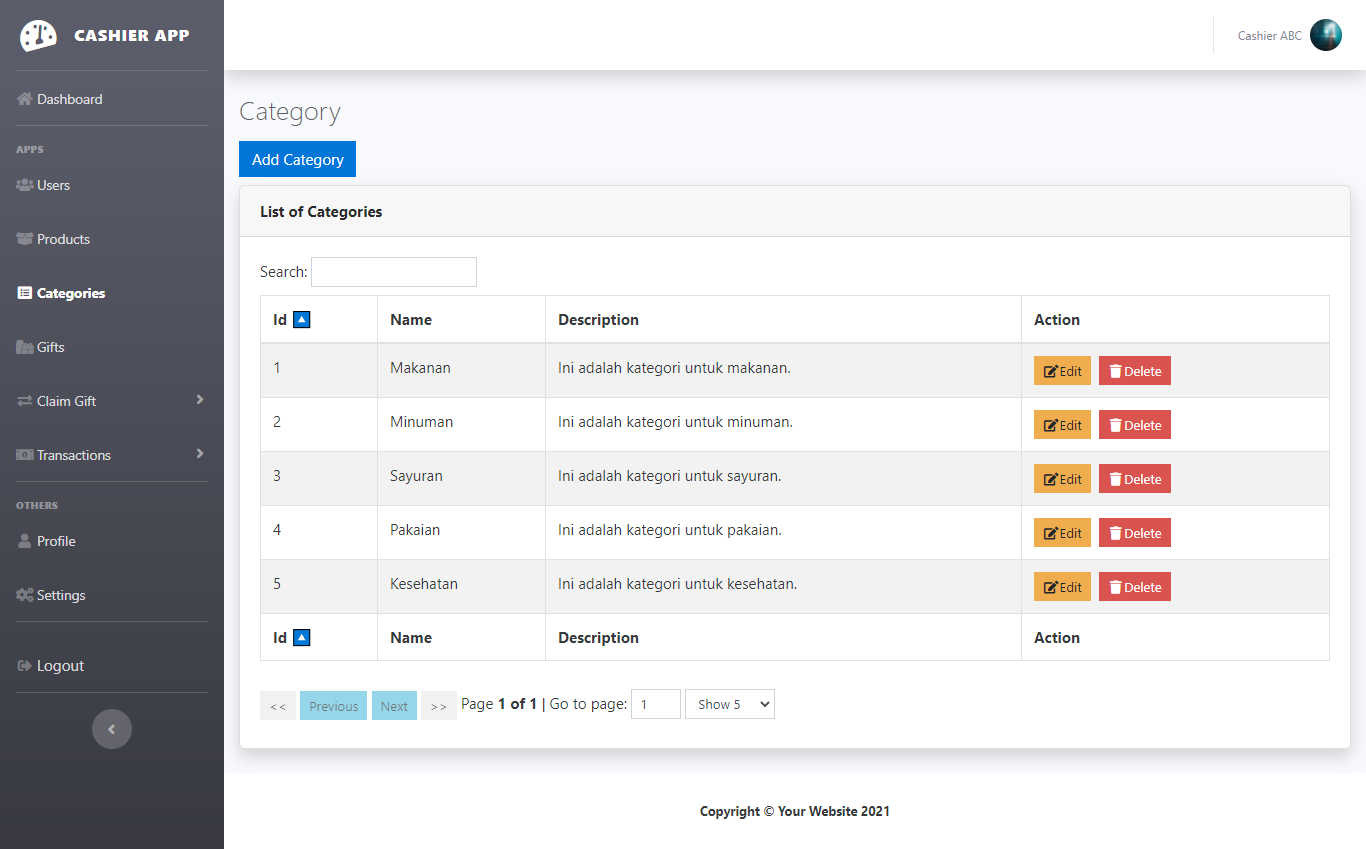 CASHIER APP
Cashier ABC
Dashboard
APPS
Users
Products
Categories
Gifts
Claim Gift
Transactions
OTHERS
Profile
Settings
Logout
Category
Add Category
List of Categories
Search:
Id Name Description Action
1 Makanan Ini adalah kategori untuk makanan. Edit Delete
2 Minuman Ini adalah kategori untuk minuman. Edit Delete
3 Sayuran Ini adalah kategori untuk sayuran. Edit Delete
4 Pakaian Ini adalah kategori untuk pakaian. Edit Delete
5 Kesehatan Ini adalah kategori untuk kesehatan. Edit Delete
Id Name Description Action
<< Previous Next >> Page 1 of 1 | Go to page: 1 Show 5
Copyright © Your Website 2021